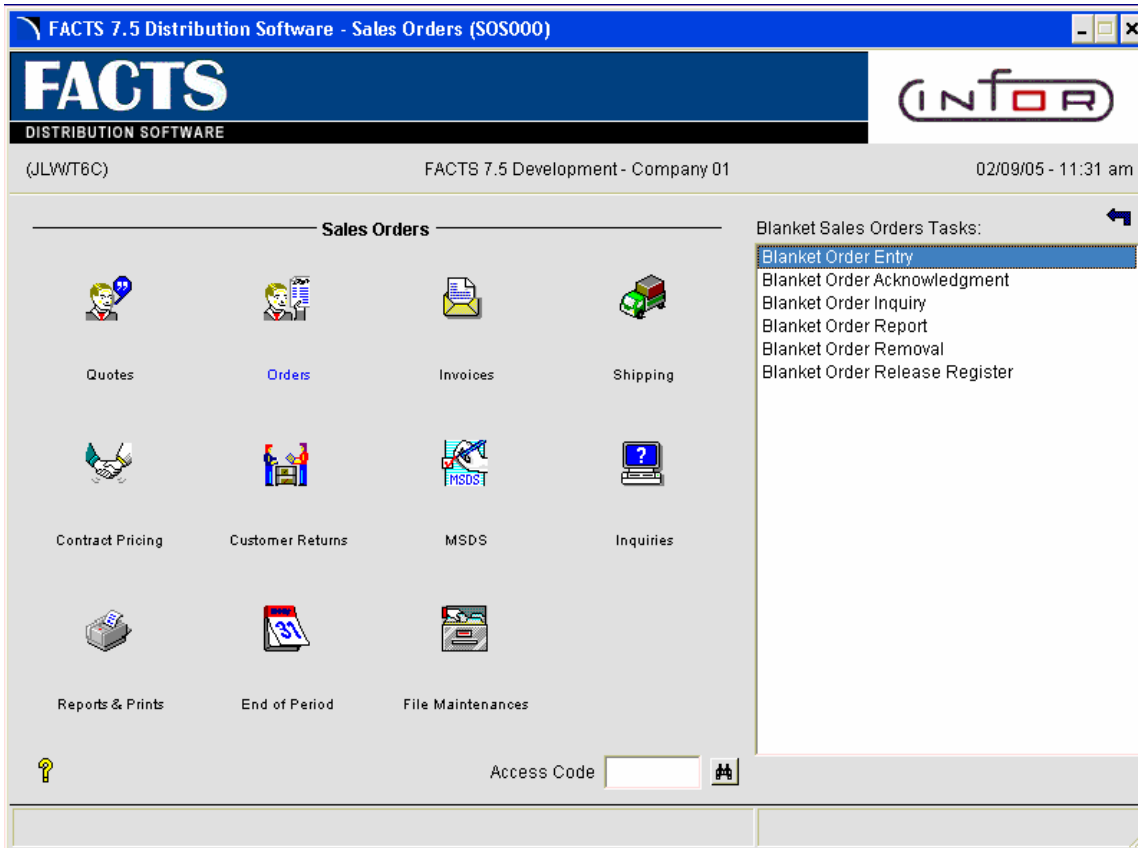 FACTS 7.5 Distribution Software - Sales Orders (SOS000)
FACTS
DISTRIBUTION SOFTWARE
INFOR
(JLW/T6C)
FACTS 7.5 Development - Company 01
02/09/05 - 11:31 am
Sales Orders
Quotes
Orders
Invoices
Shipping
Contract Pricing
Customer Returns
MSDS
MSDS
Inquiries
31
Reports & Prints
End of Period
File Maintenances
Access Code
Blanket Sales Orders Tasks:
Blanket Order Entry
Blanket Order Acknowledgment
Blanket Order Inquiry
Blanket Order Report
Blanket Order Removal
Blanket Order Release Register